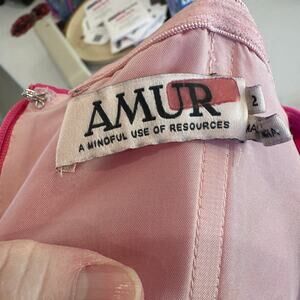 AMUR
A MINDFUL USE OF RESOURCES
2